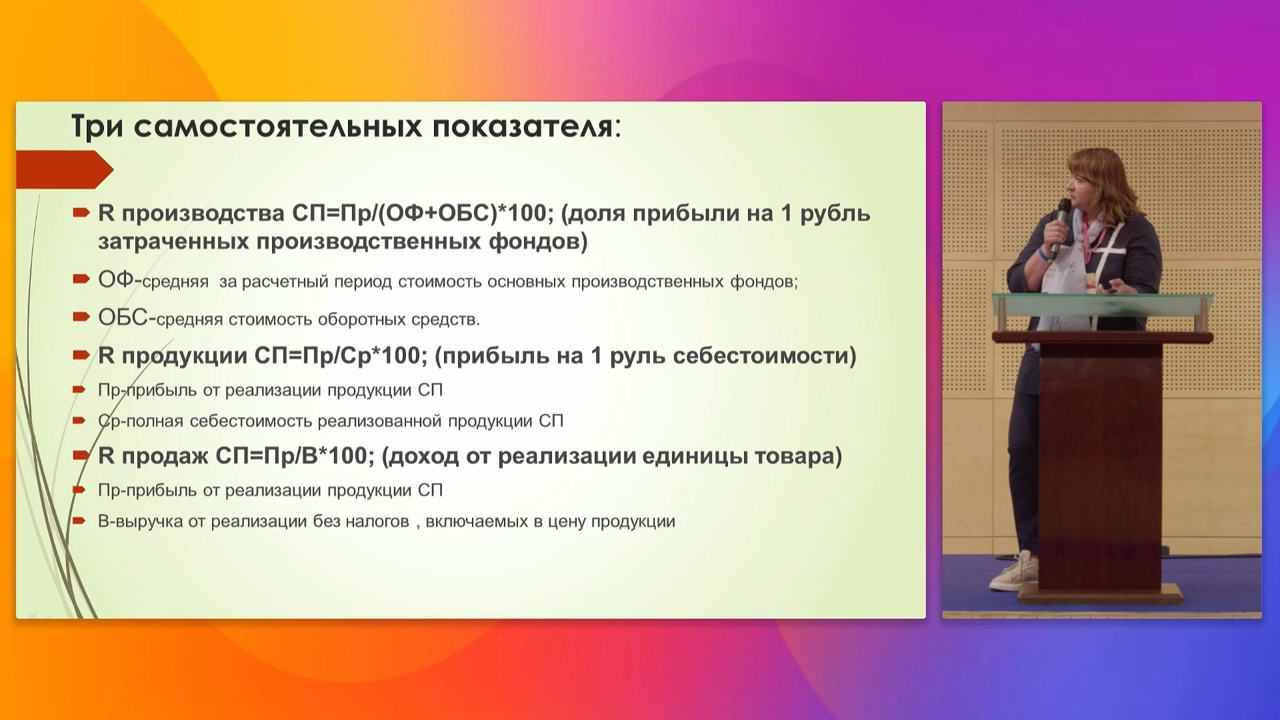 Три самостоятельных показателя:
R производства СП=Пр/(ОФ+ОБС)*100; (доля прибыли на 1 рубль
затраченных производственных фондов)
ОФ-средняя за расчетный период стоимость основных производственных фондов;
ОБС-средняя стоимость оборотных средств.
R продукции СП=Пр/Ср*100; (прибыль на 1 руль себестоимости)
Пр-прибыль от реализации продукции СП
Ср-полная себестоимость реализованной продукции СП
R продаж СП=Пр/В*100; (доход от реализации единицы товара)
Пр-прибыль от реализации продукции СП
В-выручка от реализации без налогов , включаемых в цену продукции